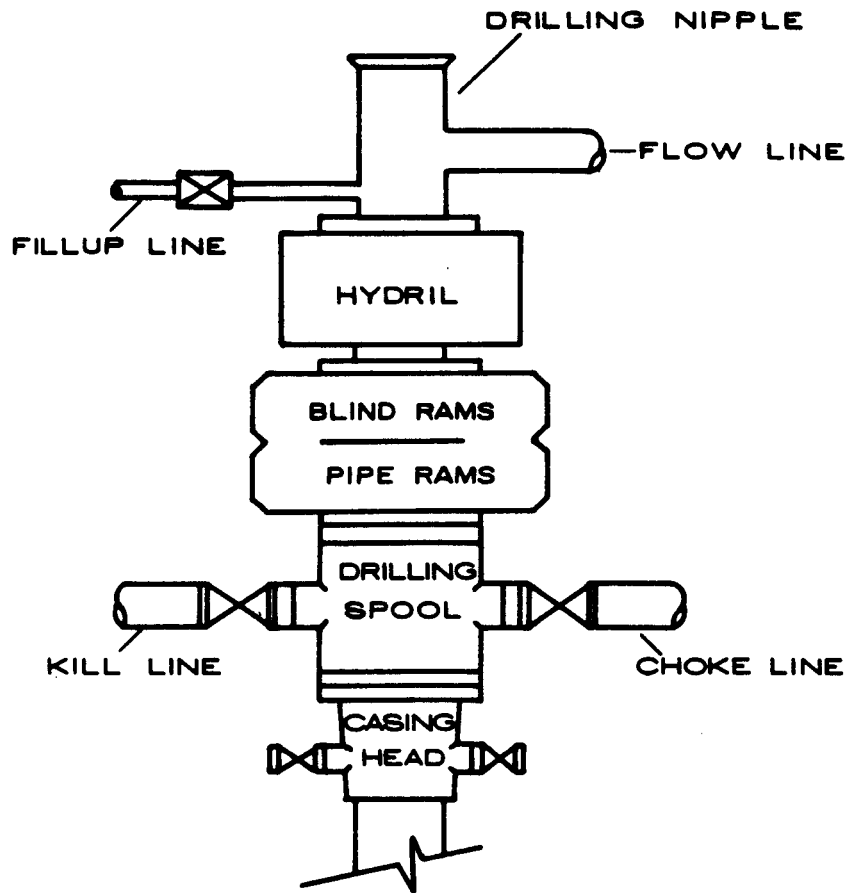 DRILLING NIPPLE
FLOW LINE
FILLUP LINE
HYDRIL
BLIND RAMS
PIPE RAMS
DRILLING
SPOOL
KILL LINE
CHOKE LINE
CASING
HEAD